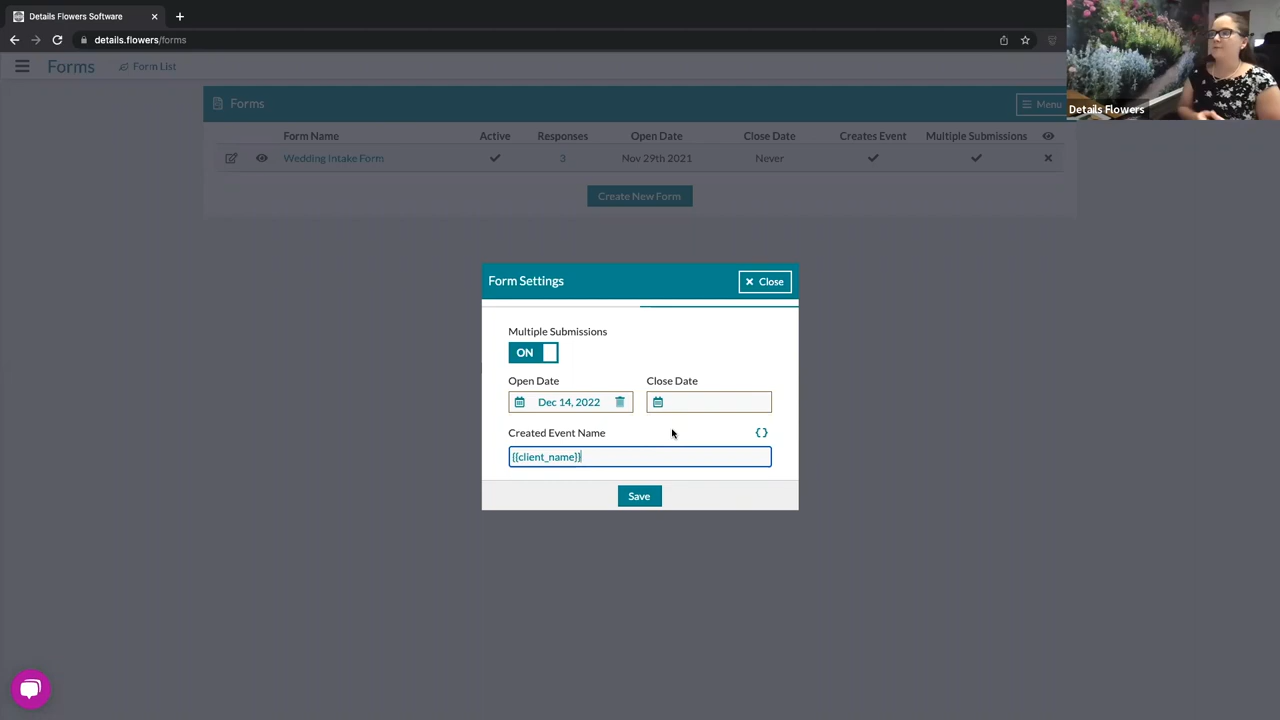 Details Flowers Software
details.flowers/forms
Forms
Form List
Details Flowers
Forms
Menu
Form Name Active Responses Open Date Close Date Creates Event Multiple Submissions
Wedding Intake Form 3 Nov 29th 2021 Never
Create New Form
Form Settings
Close
Multiple Submissions
ON
Open Date Close Date
Dec 14, 2022
Created Event Name {}
{{client_name}}
Save